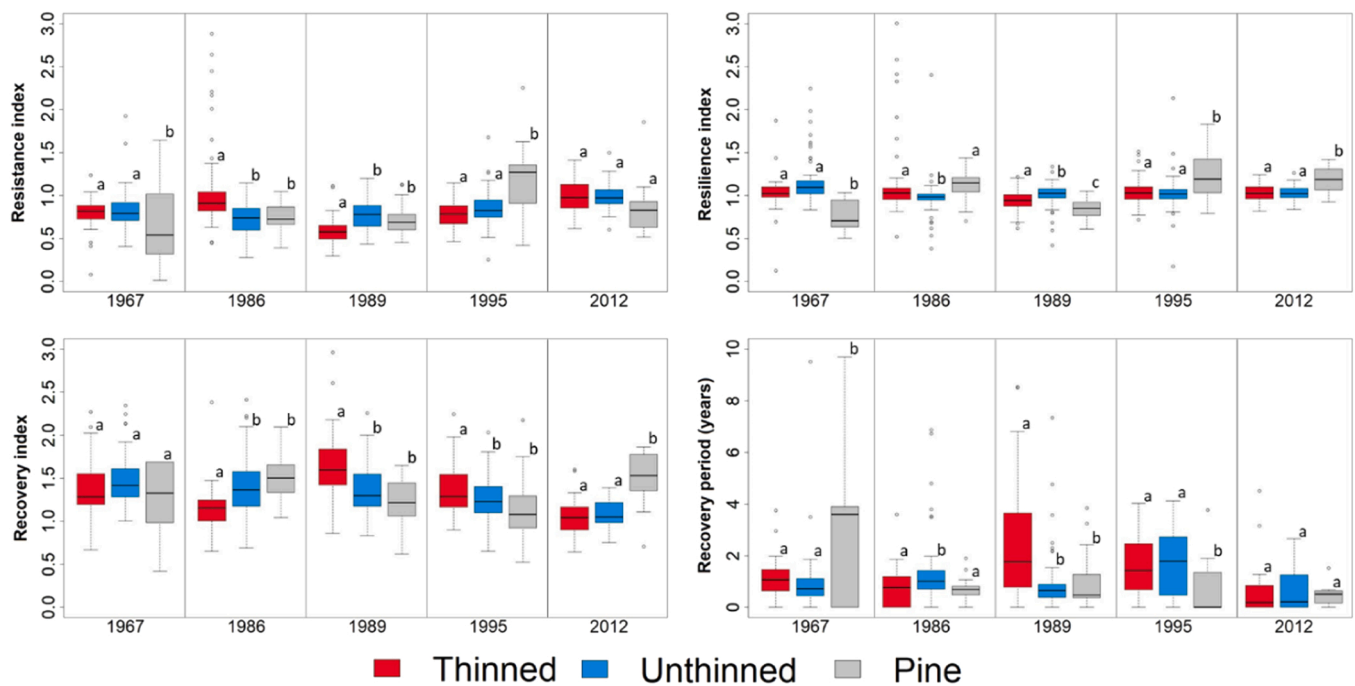 Resistance index
3.0
2.5
2.0
1.5
1.0
0.5
0.0
a a b
a b b
a b b
a a b
a a b
1967 1986 1989 1995 2012
Resilience index
3.0
2.5
2.0
1.5
1.0
0.5
0.0
a a b
a b a
a b c
a a b
a a b
1967 1986 1989 1995 2012
Recovery index
3.0
2.5
2.0
1.5
1.0
0.5
0.0
a a a
a b b
a b b
a b b
a a b
1967 1986 1989 1995 2012
Recovery period (years)
10
8
6
4
2
0
a a b
a b a
a b b
a a b
a a a
1967 1986 1989 1995 2012
Thinned Unthinned Pine